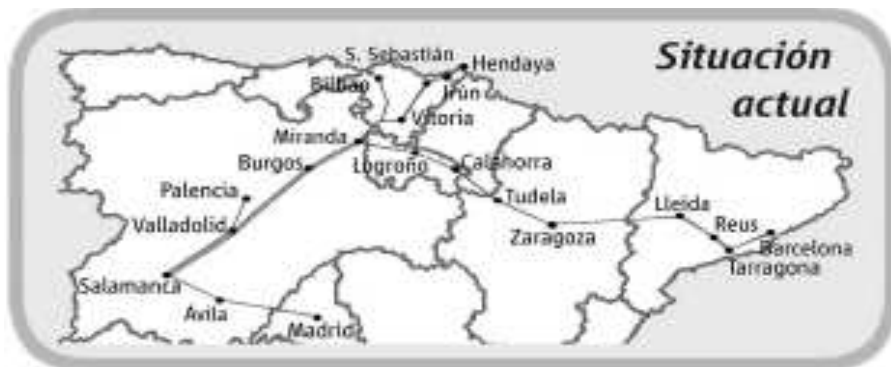 Situación
actual
S. Sebastián
Hendaya
Bilbao
Irún
Vitoria
Miranda
Burgos
Logroño
Calahorra
Palencia
Tudela
Lleida
Valladolid
Zaragoza
Reus
Barcelona
Tarragona
Salamanca
Avila
Madrid